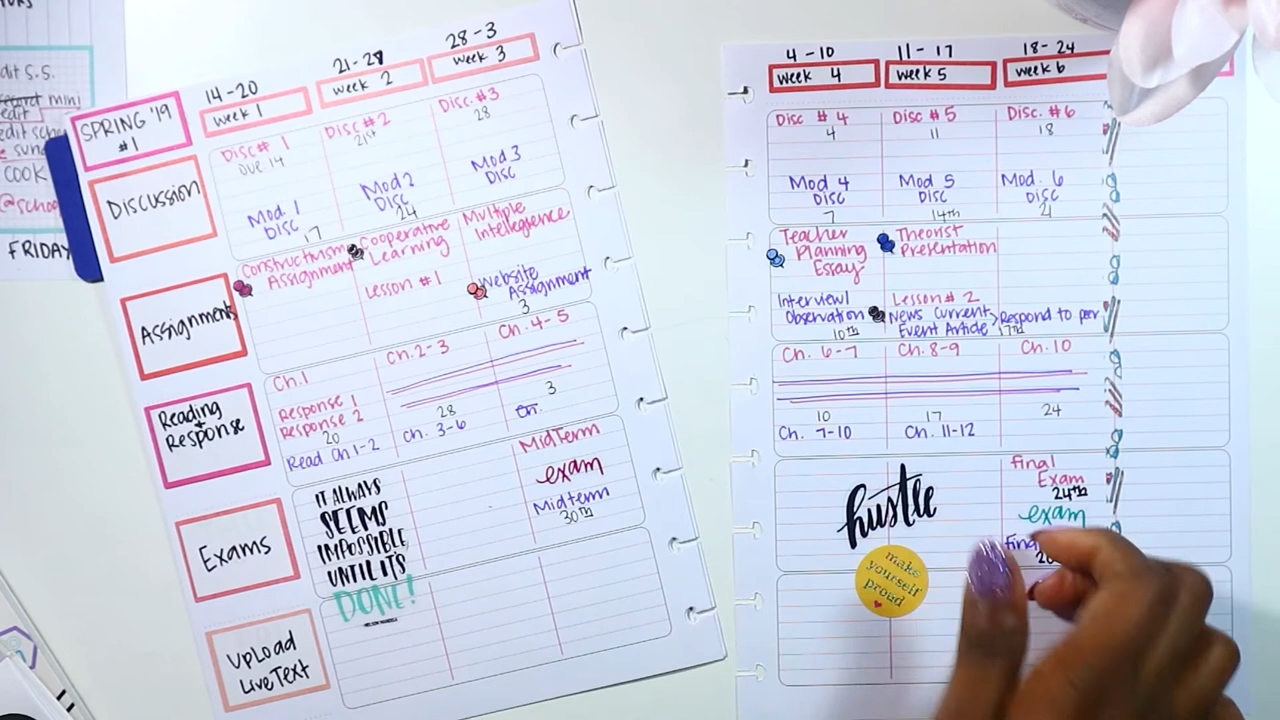 edit S.S.
mini
edit
COOK
FRIDAY
SPRING '19
#1
14-20
week 1
21-27
week 2
28-3
week 3
Discussion
Disc# 1
Due 14
Mod 1
Disc
17
Disc #2
21st
Mod 2
Disc
24
Disc. #3
28
Mod 3
Disc
Assignments
Constructivism
Assignment
Cooperative
Learning
Lesson #1
Multiple
Intellegience
Website
Assignment
3
Reading
+
Response
Ch.1
Response 1
Response 2
20
Read Ch 1-2
Ch. 2-3
28
Ch. 3-6
Ch. 4-5
3
Ch.
Exams
IT ALWAYS
SEEMS
IMPOSSIBLE
UNTIL IT'S
DONE!
MidTerm
exam
Midterm
30th
Upload
LiveText
4-10
week 4
11-17
week 5
18-24
week 6
Disc # 4
4
Mod 4
Disc
7
Disc #5
11
Mod 5
Disc
14th
Disc. #6
18
Mod. 6
Disc
21
Teacher
Planning
Essay
Interview/
Observation
10th
Theorist
Presentation
Lesson# 2
News Current
Event Article
Respond to peer
17th
Ch. 6-7
10
Ch. 7-10
Ch. 8-9
17
Ch. 11-12
Ch. 10
24
hustle
make
yourself
proud
final
Exam
24th
exam